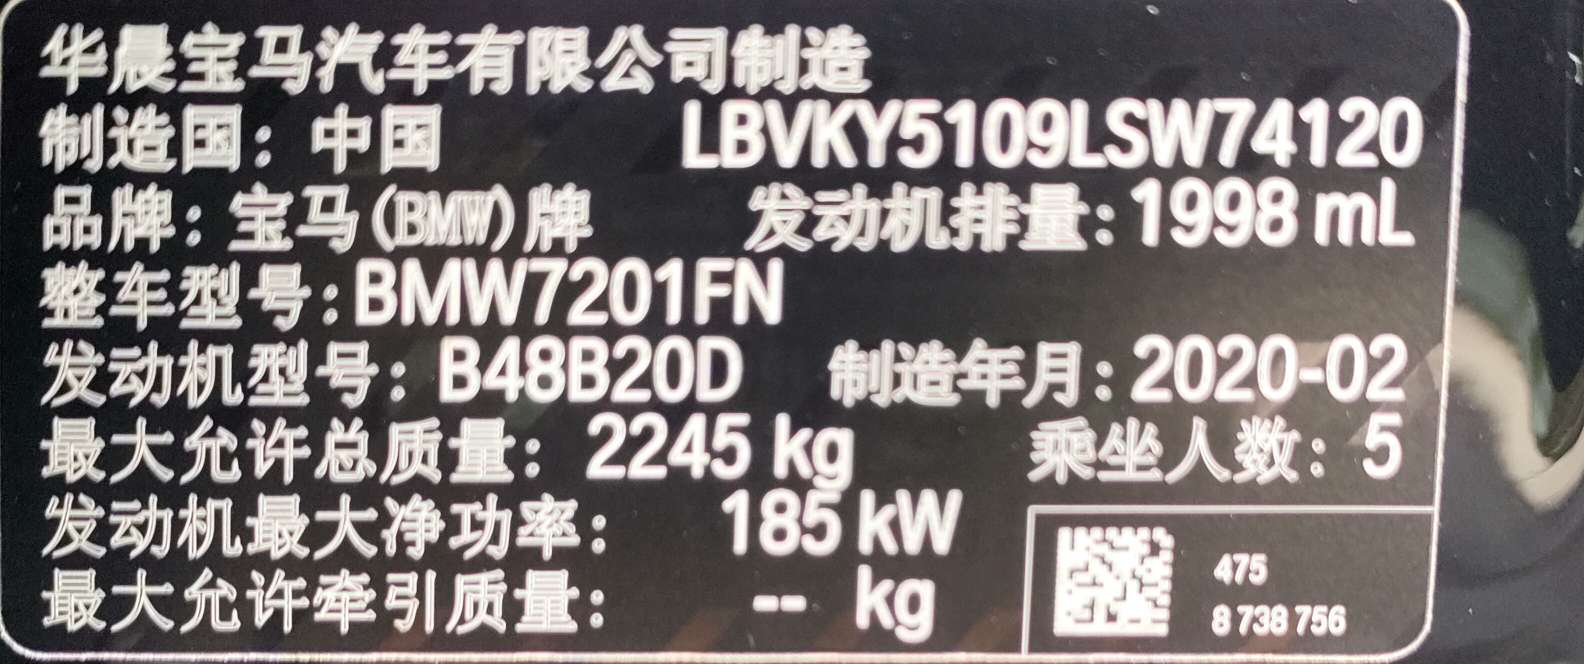 华晨宝马汽车有限公司制造
制造国：中国 LBVKY5109LSW74120
品牌：宝马(BMW)牌 发动机排量：1998 mL
整车型号：BMW7201FN
发动机型号：B48B20D 制造年月：2020-02
最大允许总质量：2245 kg 乘坐人数：5
发动机最大净功率：185 kW
最大允许牵引质量：-- kg
475
8 738 756